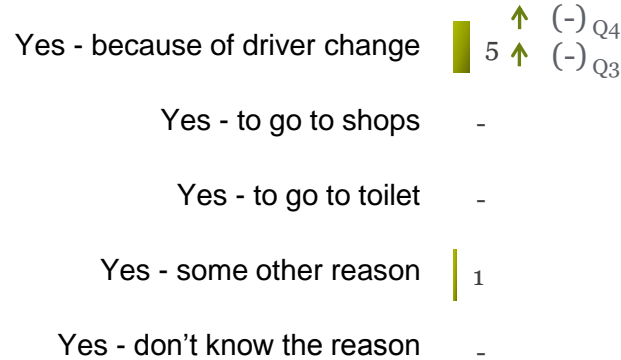 Yes - because of driver change 5 ↑ (-) Q4
↑ (-) Q3
Yes - to go to shops -
Yes - to go to toilet -
Yes - some other reason 1
Yes - don't know the reason -